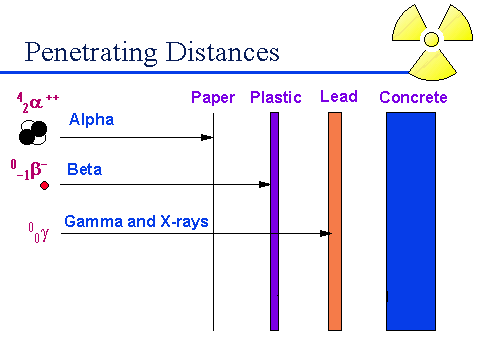 Penetrating Distances
Paper Plastic Lead Concrete
⁴₂α⁺⁺
Alpha
⁰₋₁β⁻
Beta
Gamma and X-rays
⁰₀γ